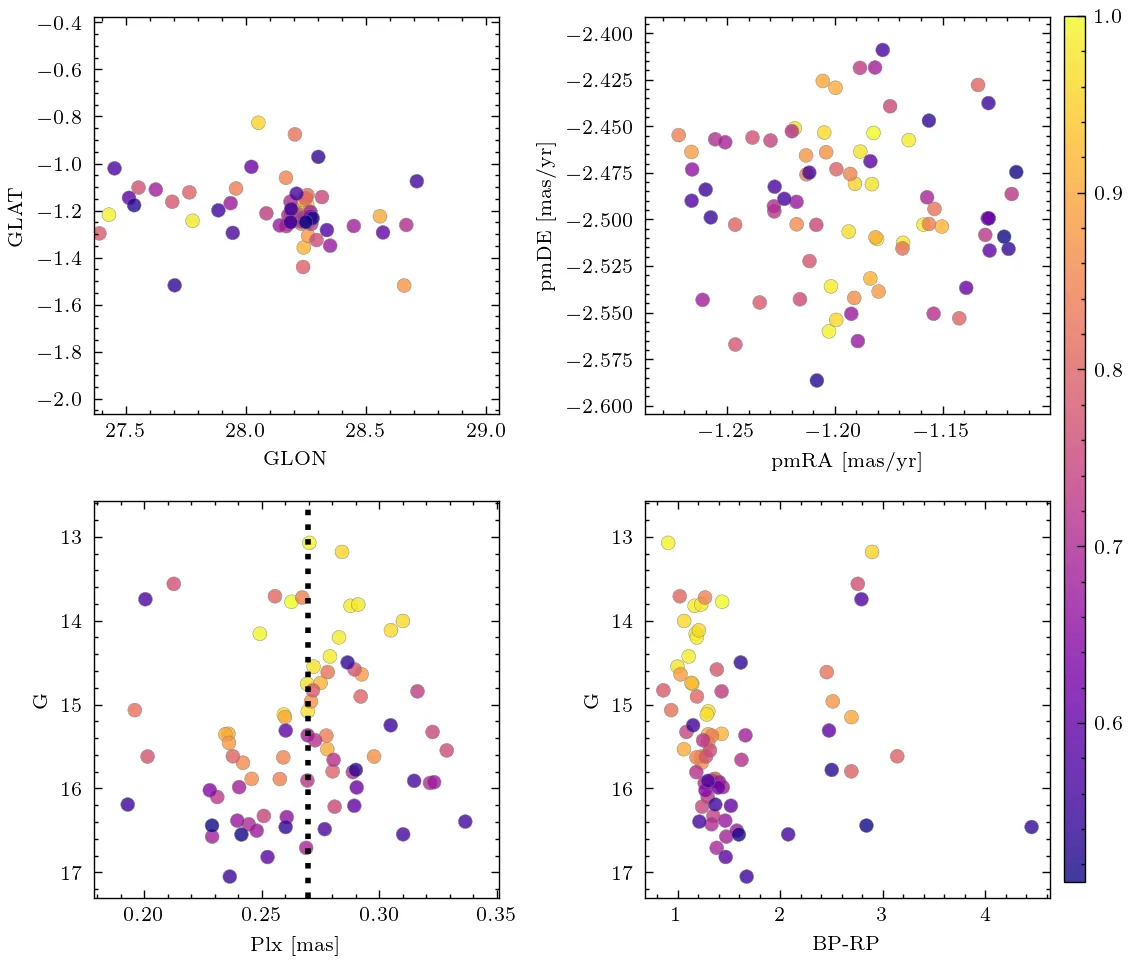 −0.4
−0.6
−0.8
−1.0
−1.2
−1.4
−1.6
−1.8
−2.0
GLAT
27.5 28.0 28.5 29.0
GLON
−2.400
−2.425
−2.450
−2.475
−2.500
−2.525
−2.550
−2.575
−2.600
pmDE [mas/yr]
−1.25 −1.20 −1.15
pmRA [mas/yr]
1.0
0.9
0.8
0.7
0.6
13
14
15
16
17
G
0.20 0.25 0.30 0.35
Plx [mas]
13
14
15
16
17
G
1 2 3 4
BP-RP